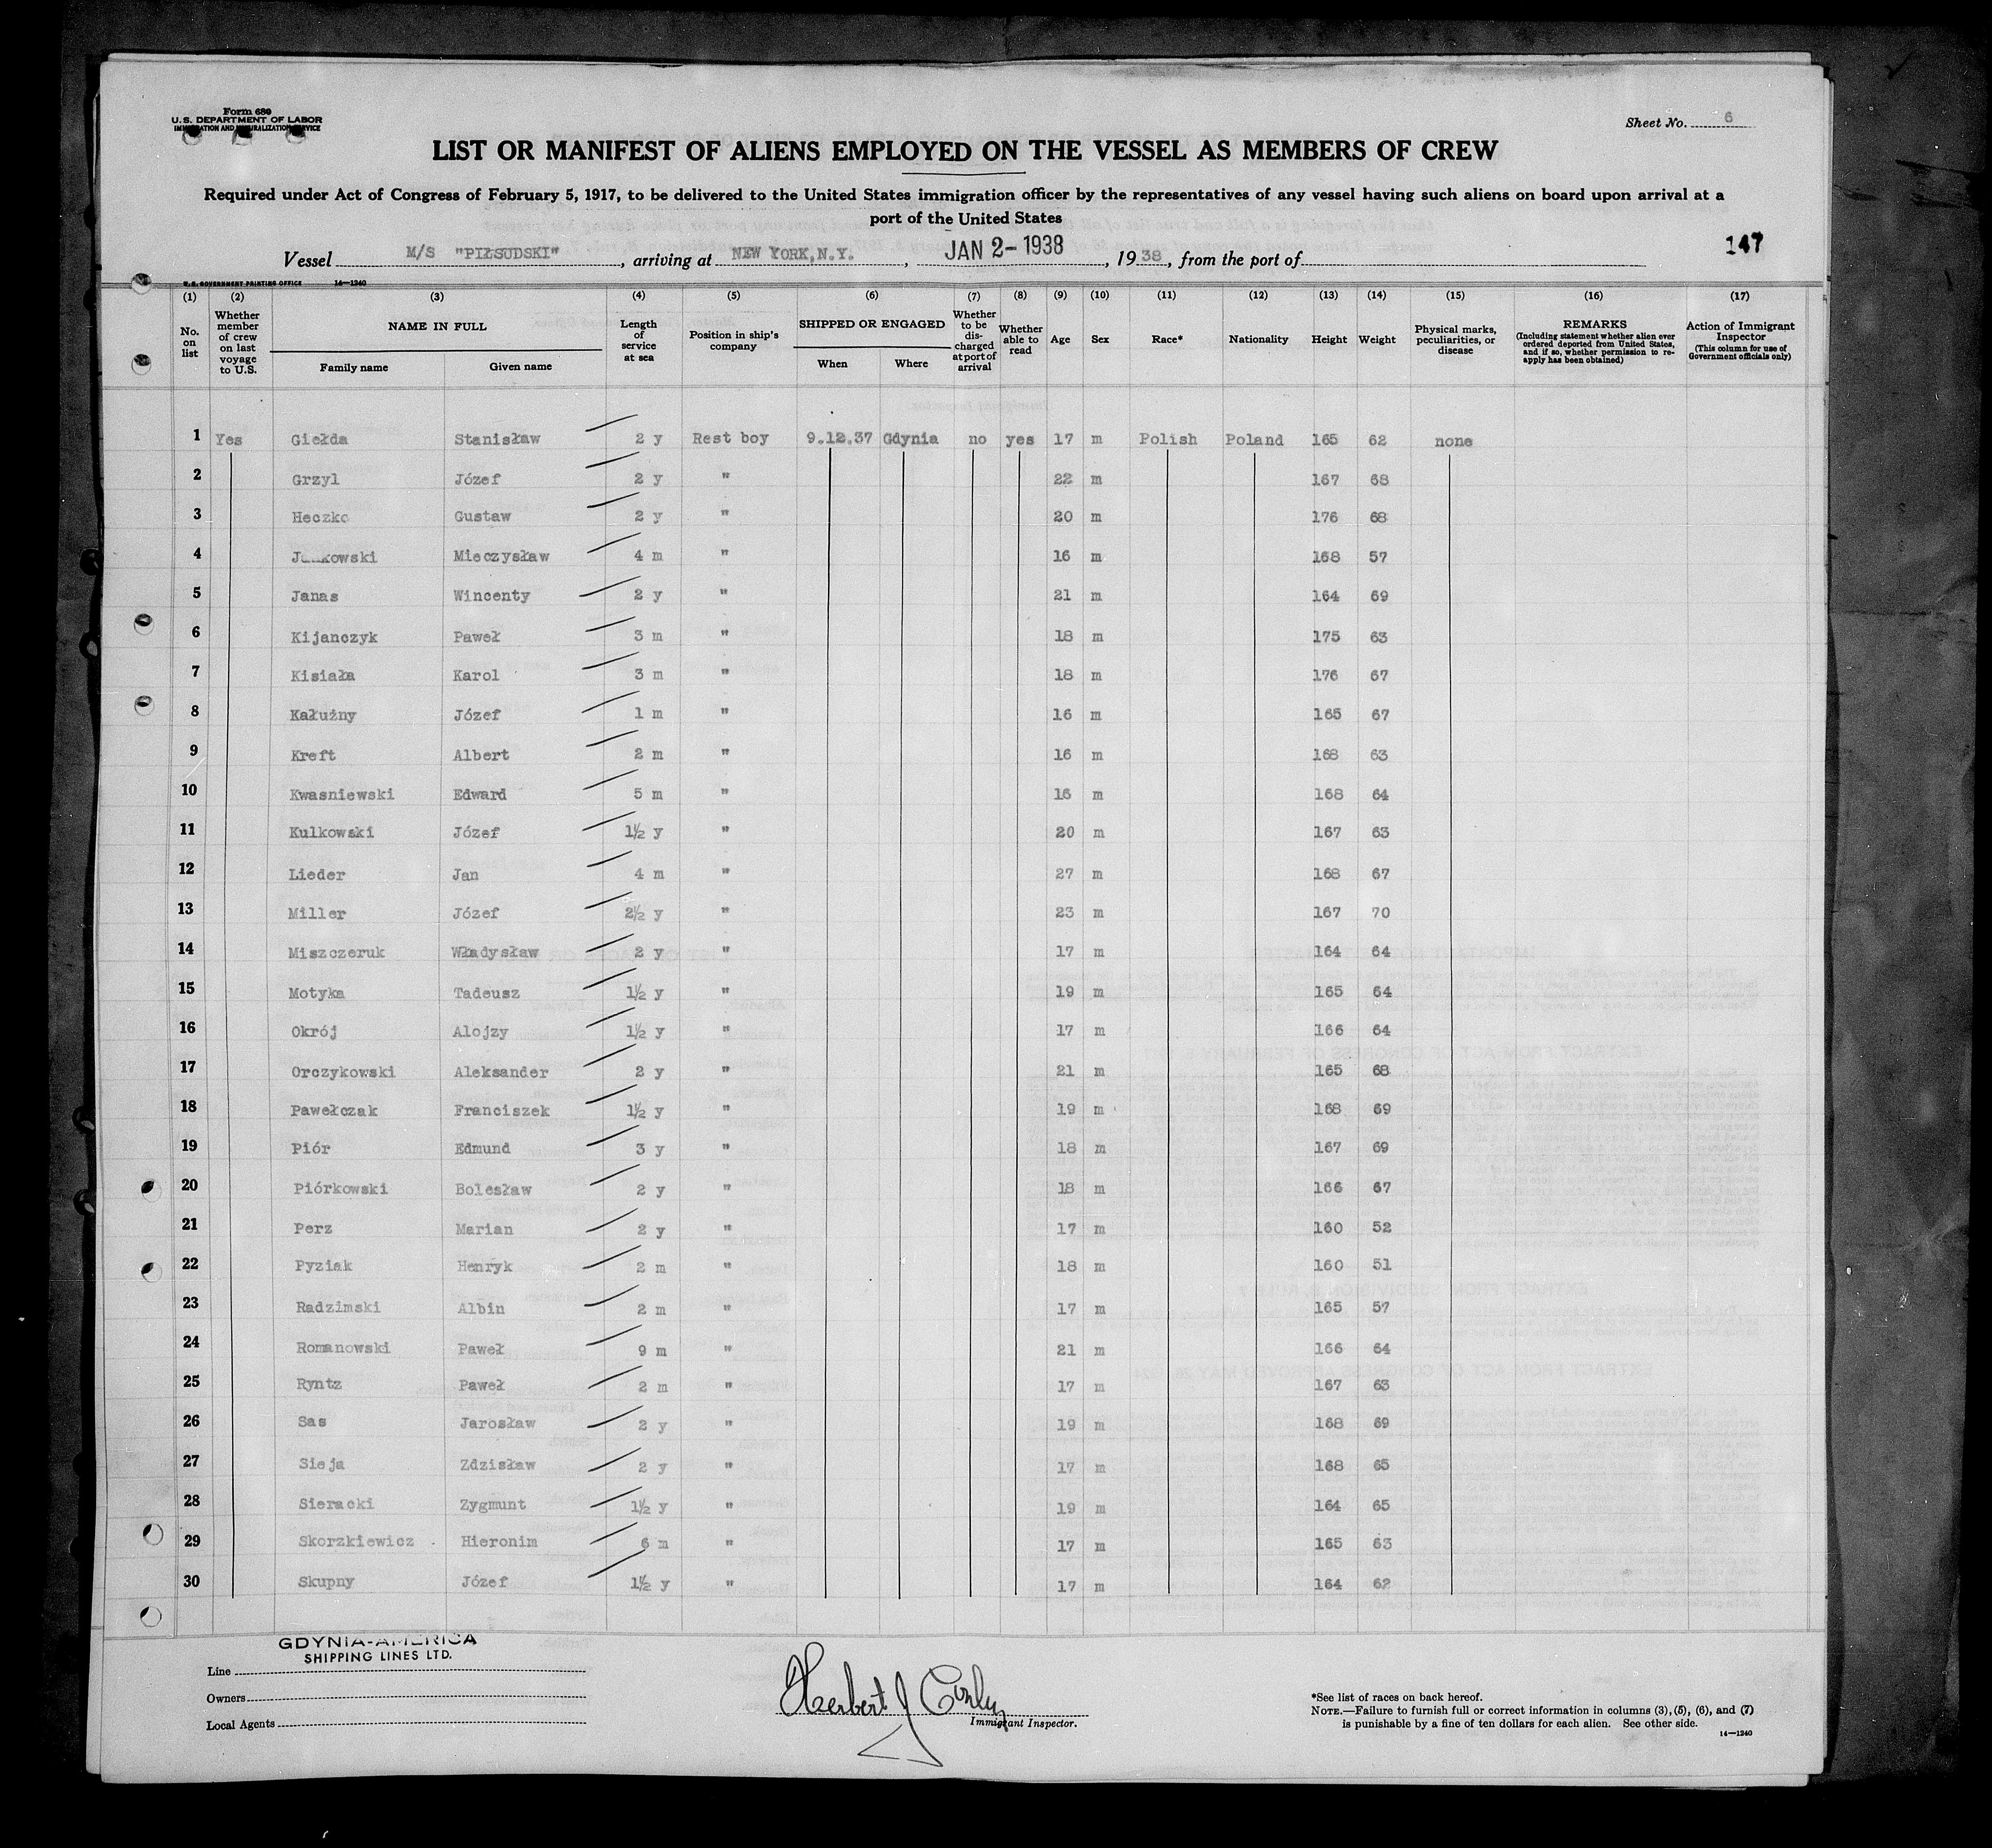 Form 680
U.S. DEPARTMENT OF LABOR
IMMIGRATION AND NATURALIZATION SERVICE
Sheet No. 6
LIST OR MANIFEST OF ALIENS EMPLOYED ON THE VESSEL AS MEMBERS OF CREW
Required under Act of Congress of February 5, 1917, to be delivered to the United States immigration officer by the representatives of any vessel having such aliens on board upon arrival at a
port of the United States
Vessel M/S "PIŁSUDSKI", arriving at NEW YORK,N.Y., JAN 2- 1938, 1938, from the port of
147
U.S. GOVERNMENT PRINTING OFFICE 14—1240
(1) (2) (3) (4) (5) (6) (7) (8) (9) (10) (11) (12) (13) (14) (15) (16) (17)
No. on list
Whether member of crew on last voyage to U.S.
NAME IN FULL
Family name Given name
Length of service at sea
Position in ship's company
SHIPPED OR ENGAGED
When Where
Whether to be discharged at port of arrival
Whether able to read
Age Sex Race* Nationality Height Weight
Physical marks, peculiarities, or disease
REMARKS
(Including statement whether alien ever ordered deported from United States, and if so, whether permission to re-apply has been obtained)
Action of Immigrant Inspector
(This column for use of Government officials only)
1 Yes Giełda Stanisław 2 y Rest boy 9.12.37 Gdynia no yes 17 m Polish Poland 165 62 none
2 Grzyl Józef 2 y " 22 m 167 68
3 Heczko Gustaw 2 y " 20 m 176 68
4 Mieczysław 4 m " 16 m 168 57
5 Janas Wincenty 2 y " 21 m 164 69
6 Kijanczyk Paweł 3 m " 18 m 175 63
7 Kisiała Karol 3 m " 18 m 176 67
8 Kałużny Józef 1 m " 16 m 165 67
9 Kreft Albert 2 m " 16 m 168 63
10 Kwasniewski Edward 5 m " 16 m 168 64
11 Kulkowski Józef 1½ y " 20 m 167 63
12 Lieder Jan 4 m " 27 m 168 67
13 Miller Józef 2½ y " 23 m 167 70
14 Miszczeruk Władysław 2 y " 17 m 164 64
15 Motyka Tadeusz 1½ y " 19 m 165 64
16 Okrój Alojzy 1½ y " 17 m 166 64
17 Orczykowski Aleksander 2 y " 21 m 165 68
18 Pawełczak Franciszek 1½ y " 19 m 168 69
19 Piór Edmund 3 y " 18 m 167 69
20 Piórkowski Bolesław 2 y " 18 m 166 67
21 Perz Marian 2 y " 17 m 160 52
22 Pyziak Henryk 2 m " 18 m 160 51
23 Radzimski Albin 2 m " 17 m 165 57
24 Romanowski Paweł 9 m " 21 m 166 64
25 Ryntz Paweł 2 m " 17 m 167 63
26 Sas Jarosław 2 y " 19 m 168 69
27 Sieja Zdzisław 2 y " 17 m 168 65
28 Sieracki Zygmunt 1½ y " 19 m 164 65
29 Skorzkiewicz Hieronim 6 m " 17 m 165 63
30 Skupny Józef 1½ y " 17 m 164 62
GDYNIA-AMERICA
SHIPPING LINES LTD.
Line
Owners
Local Agents
Herbert J
Immigrant Inspector.
*See list of races on back hereof.
NOTE.—Failure to furnish full or correct information in columns (3), (5), (6), and (7)
is punishable by a fine of ten dollars for each alien. See other side.
14—1240